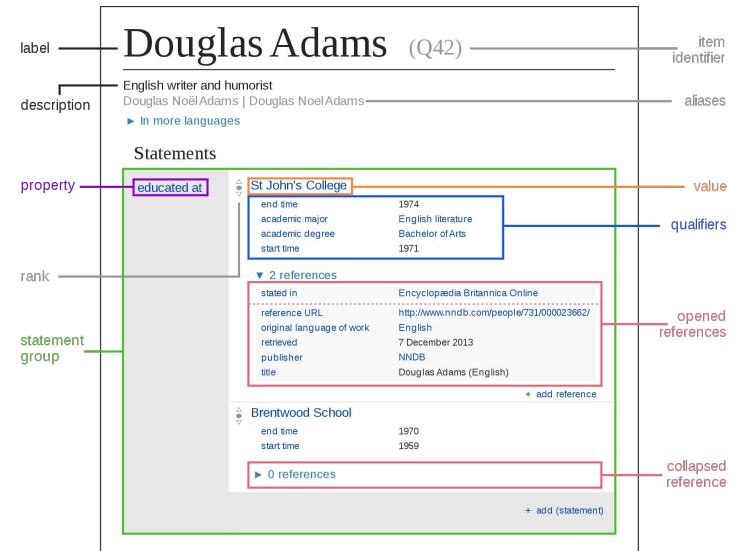 label
Douglas Adams (Q42)
item
identifier
description
English writer and humorist
Douglas Noël Adams | Douglas Noel Adams
aliases
► In more languages
Statements
property
educated at
St John's College
value
end time 1974
academic major English literature
academic degree Bachelor of Arts
start time 1971
qualifiers
rank
▼ 2 references
stated in Encyclopædia Britannica Online
reference URL http://www.nndb.com/people/731/000023662/
original language of work English
retrieved 7 December 2013
publisher NNDB
title Douglas Adams (English)
opened
references
statement
group
+ add reference
Brentwood School
end time 1970
start time 1959
► 0 references
collapsed
reference
+ add (statement)